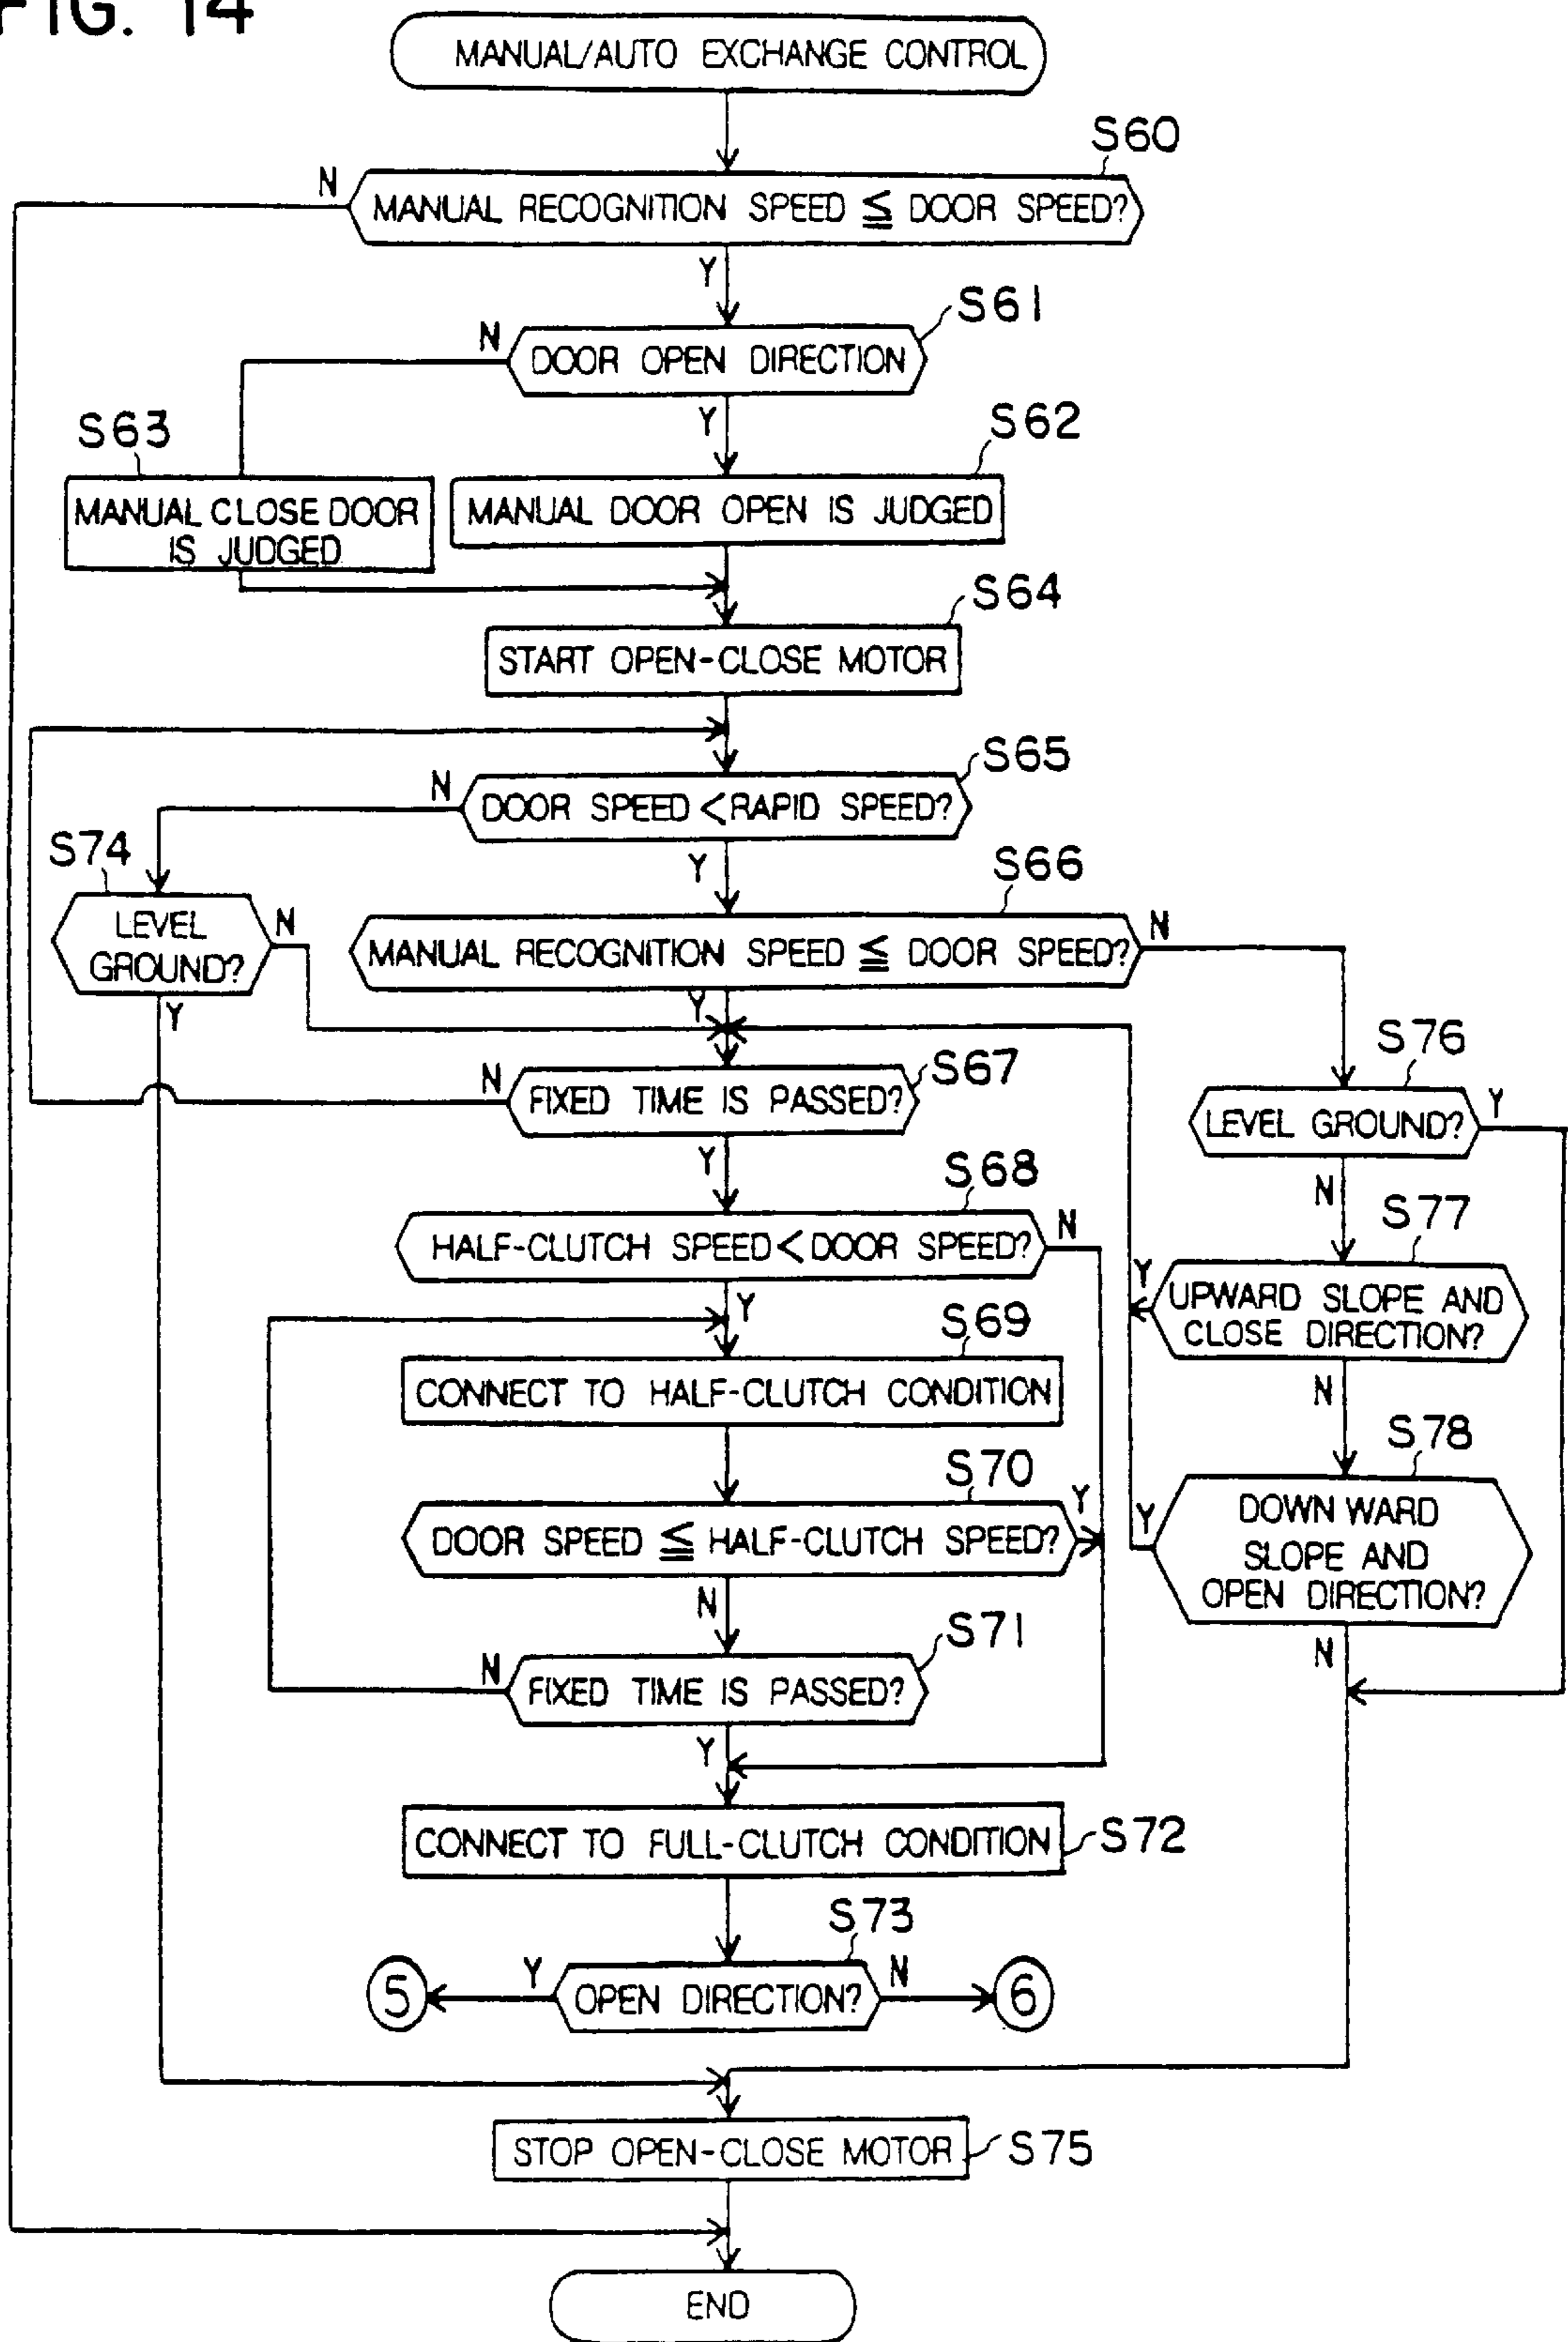 FIG. 14
MANUAL/AUTO EXCHANGE CONTROL
S60
N
MANUAL RECOGNITION SPEED ≦ DOOR SPEED?
Y
S61
N
DOOR OPEN DIRECTION
Y
S63
S62
MANUAL CLOSE DOOR
IS JUDGED
MANUAL DOOR OPEN IS JUDGED
S64
START OPEN-CLOSE MOTOR
S65
N
DOOR SPEED < RAPID SPEED?
Y
S74
S66
LEVEL
GROUND?
N
Y
MANUAL RECOGNITION SPEED ≦ DOOR SPEED?
N
Y
S76
S67
N
FIXED TIME IS PASSED?
Y
LEVEL GROUND?
Y
N
S68
HALF-CLUTCH SPEED < DOOR SPEED?
N
Y
S77
Y
UPWARD SLOPE AND
CLOSE DIRECTION?
N
S69
CONNECT TO HALF-CLUTCH CONDITION
S70
DOOR SPEED ≦ HALF-CLUTCH SPEED?
Y
N
S78
Y
DOWN WARD
SLOPE AND
OPEN DIRECTION?
N
S71
N
FIXED TIME IS PASSED?
Y
CONNECT TO FULL-CLUTCH CONDITION
S72
S73
5
Y
OPEN DIRECTION?
N
6
STOP OPEN-CLOSE MOTOR
S75
END